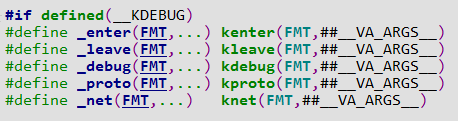 #if defined(__KDEBUG)
#define _enter(FMT,...) kenter(FMT,##__VA_ARGS__)
#define _leave(FMT,...) kleave(FMT,##__VA_ARGS__)
#define _debug(FMT,...) kdebug(FMT,##__VA_ARGS__)
#define _proto(FMT,...) kproto(FMT,##__VA_ARGS__)
#define _net(FMT,...)   knet(FMT,##__VA_ARGS__)